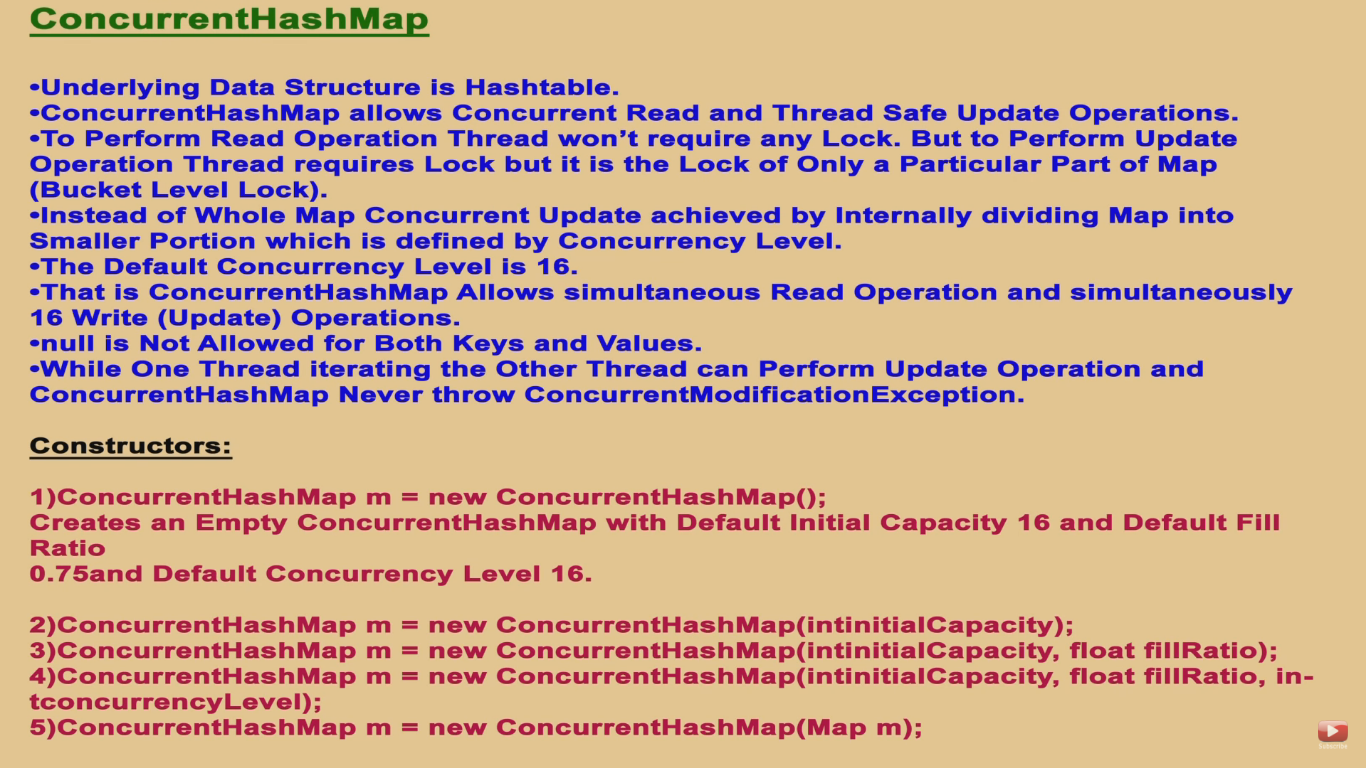 ConcurrentHashMap
•Underlying Data Structure is Hashtable.
•ConcurrentHashMap allows Concurrent Read and Thread Safe Update Operations.
•To Perform Read Operation Thread won’t require any Lock. But to Perform Update
Operation Thread requires Lock but it is the Lock of Only a Particular Part of Map
(Bucket Level Lock).
•Instead of Whole Map Concurrent Update achieved by Internally dividing Map into
Smaller Portion which is defined by Concurrency Level.
•The Default Concurrency Level is 16.
•That is ConcurrentHashMap Allows simultaneous Read Operation and simultaneously
16 Write (Update) Operations.
•null is Not Allowed for Both Keys and Values.
•While One Thread iterating the Other Thread can Perform Update Operation and
ConcurrentHashMap Never throw ConcurrentModificationException.
Constructors:
1)ConcurrentHashMap m = new ConcurrentHashMap();
Creates an Empty ConcurrentHashMap with Default Initial Capacity 16 and Default Fill
Ratio
0.75and Default Concurrency Level 16.
2)ConcurrentHashMap m = new ConcurrentHashMap(intinitialCapacity);
3)ConcurrentHashMap m = new ConcurrentHashMap(intinitialCapacity, float fillRatio);
4)ConcurrentHashMap m = new ConcurrentHashMap(intinitialCapacity, float fillRatio, in-
tconcurrencyLevel);
5)ConcurrentHashMap m = new ConcurrentHashMap(Map m);
Subscribe